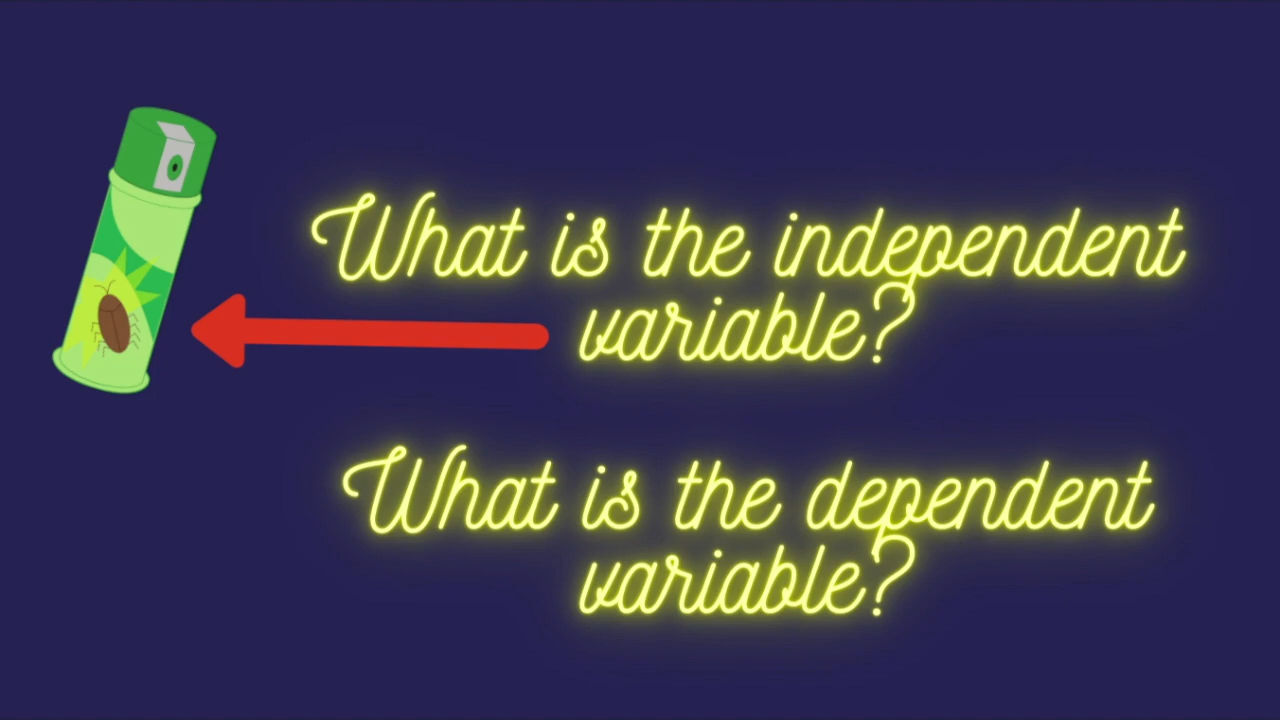 What is the independent
variable?
What is the dependent
variable?